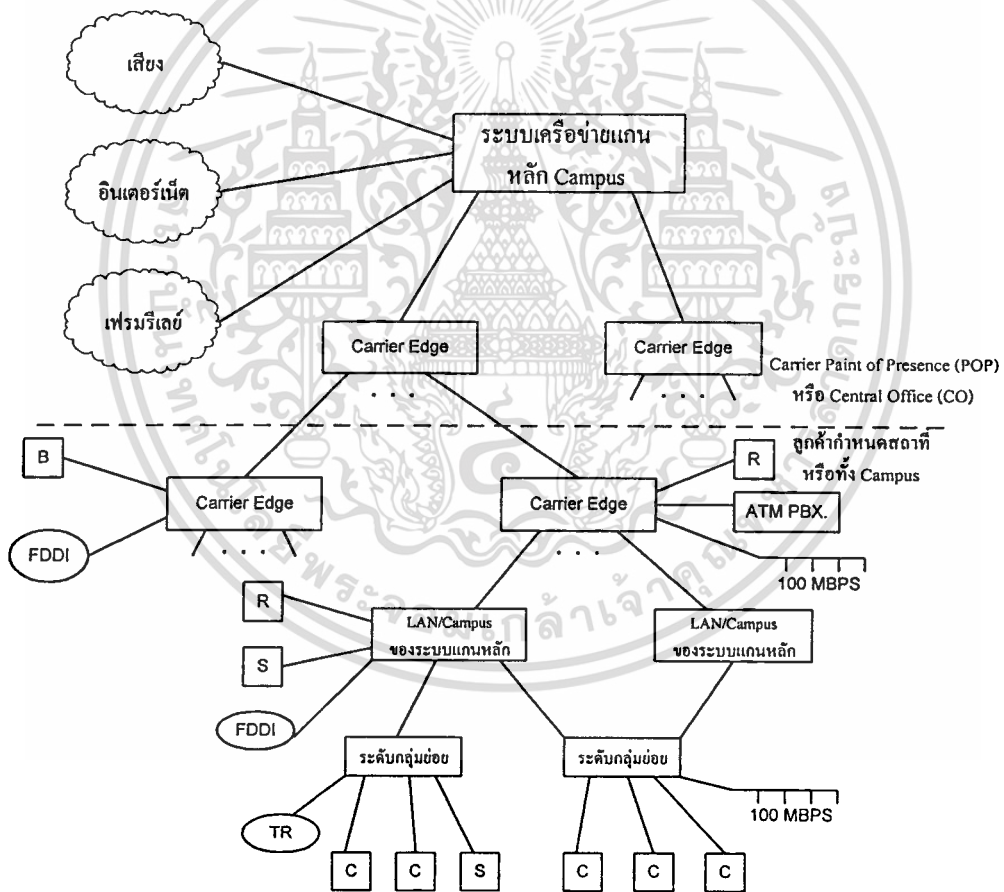 เสียง
ระบบเครือข่ายแกน
หลัก Campus
อินเตอร์เน็ต
เฟรมรีเลย์
Carrier Edge
Carrier Edge
Carrier Paint of Presence (POP)
หรือ Central Office (CO)
. . .
. . .
ลูกค้ากำหนดสถาที่
หรือทั้ง Campus
B
R
Carrier Edge
Carrier Edge
ATM PBX.
FDDI
. . .
. . .
100 MBPS
R
LAN/Campus
ของระบบแกนหลัก
LAN/Campus
ของระบบแกนหลัก
S
FDDI
ระดับกลุ่มย่อย
ระดับกลุ่มย่อย
100 MBPS
TR
C
C
S
C
C
C